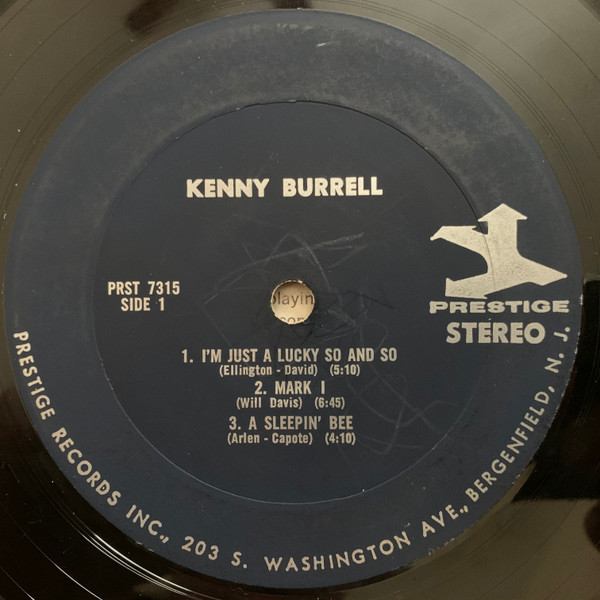 KENNY BURRELL
PRST 7315
SIDE 1
PRESTIGE
STEREO
1. I'M JUST A LUCKY SO AND SO
(Ellington - David) (5:10)
2. MARK I
(Will Davis) (6:45)
3. A SLEEPIN' BEE
(Arlen - Capote) (4:10)
PRESTIGE RECORDS INC., 203 S. WASHINGTON AVE., BERGENFIELD, N. J.